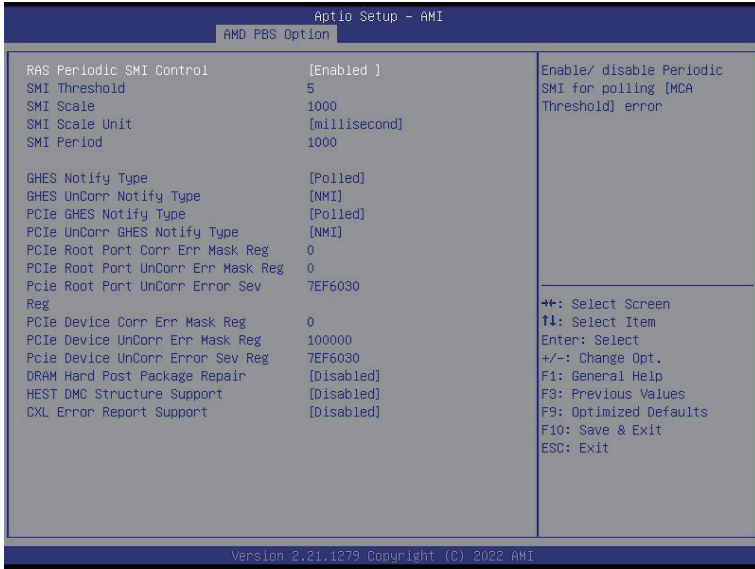 Aptio Setup - AMI
AMD PBS Option
RAS Periodic SMI Control [Enabled ]
SMI Threshold 5
SMI Scale 1000
SMI Scale Unit [millisecond]
SMI Period 1000
GHES Notify Type [Polled]
GHES UnCorr Notify Type [NMI]
PCIe GHES Notify Type [Polled]
PCIe UnCorr GHES Notify Type [NMI]
PCIe Root Port Corr Err Mask Reg 0
PCIe Root Port UnCorr Err Mask Reg 0
Pcie Root Port UnCorr Error Sev 7EF6030
Reg
PCIe Device Corr Err Mask Reg 0
PCIe Device UnCorr Err Mask Reg 100000
Pcie Device UnCorr Error Sev Reg 7EF6030
DRAM Hard Post Package Repair [Disabled]
HEST DMC Structure Support [Disabled]
CXL Error Report Support [Disabled]
Enable/ disable Periodic
SMI for polling [MCA
Threshold] error
→←: Select Screen
↑↓: Select Item
Enter: Select
+/-: Change Opt.
F1: General Help
F3: Previous Values
F9: Optimized Defaults
F10: Save & Exit
ESC: Exit
Version 2.21.1279 Copyright (C) 2022 AMI